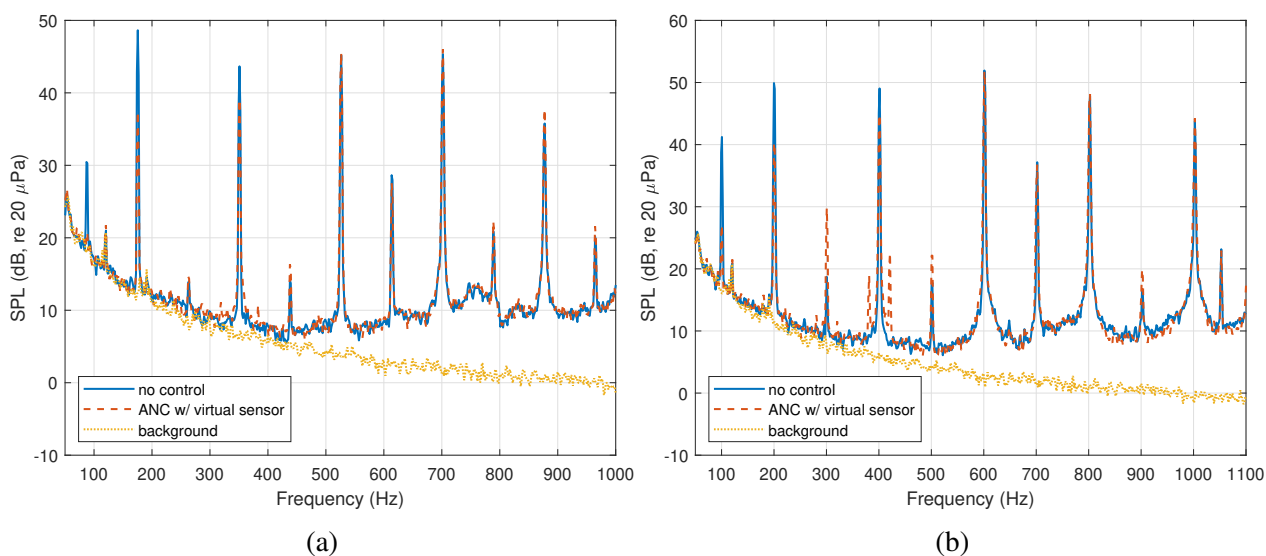 50
40
30
20
10
0
-10
SPL (dB, re 20 μPa)
no control
ANC w/ virtual sensor
background
100 200 300 400 500 600 700 800 900 1000
Frequency (Hz)
(a)
60
50
40
30
20
10
0
-10
SPL (dB, re 20 μPa)
no control
ANC w/ virtual sensor
background
100 200 300 400 500 600 700 800 900 1000 1100
Frequency (Hz)
(b)